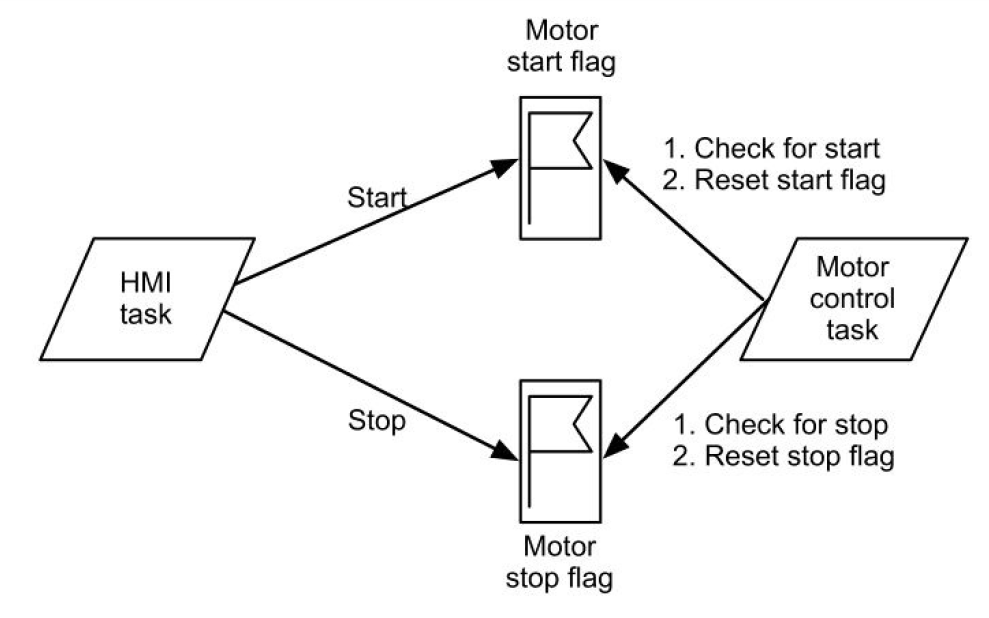 Motor
start flag
1. Check for start
2. Reset start flag
Start
HMI
task
Motor
control
task
Stop
1. Check for stop
2. Reset stop flag
Motor
stop flag